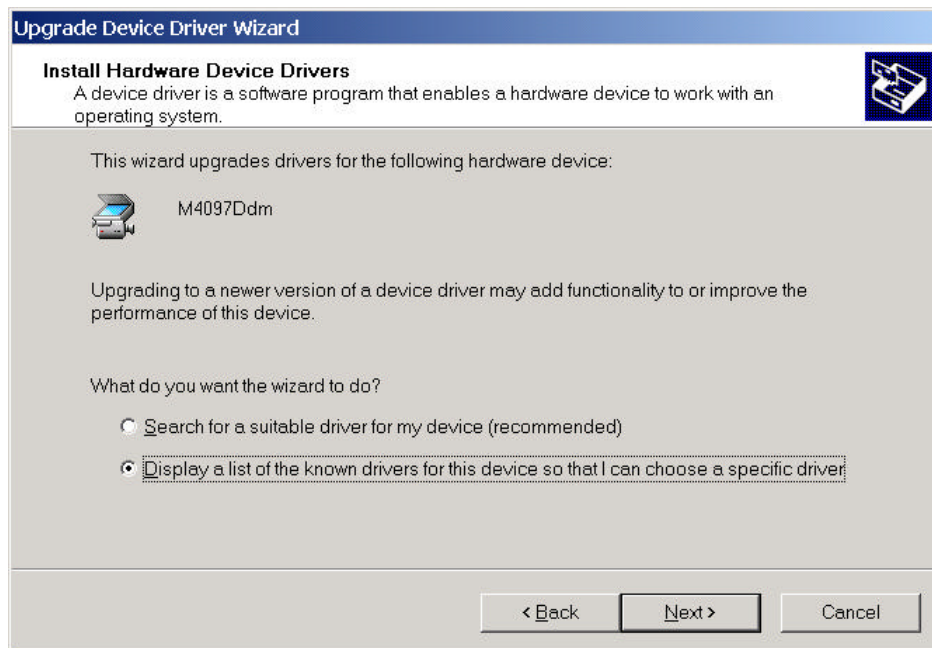 Upgrade Device Driver Wizard
Install Hardware Device Drivers
A device driver is a software program that enables a hardware device to work with an
operating system.
This wizard upgrades drivers for the following hardware device:
M4097Ddm
Upgrading to a newer version of a device driver may add functionality to or improve the
performance of this device.
What do you want the wizard to do?
Search for a suitable driver for my device (recommended)
Display a list of the known drivers for this device so that I can choose a specific driver
< Back Next > Cancel